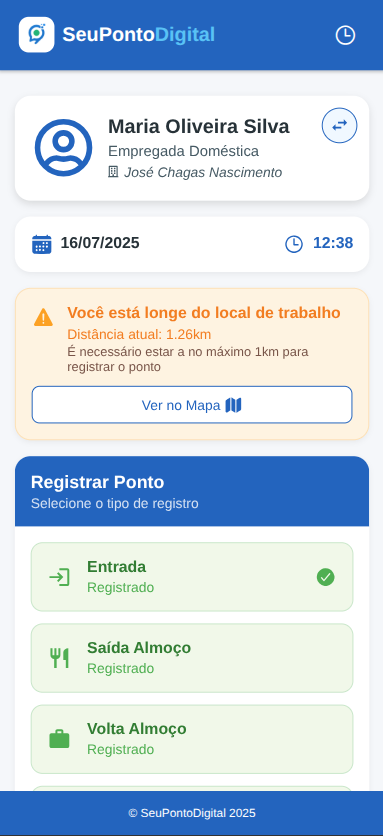 SeuPontoDigital
Maria Oliveira Silva
Empregada Doméstica
José Chagas Nascimento
16/07/2025 12:38
Você está longe do local de trabalho
Distância atual: 1.26km
É necessário estar a no máximo 1km para
registrar o ponto
Ver no Mapa
Registrar Ponto
Selecione o tipo de registro
Entrada
Registrado
Saída Almoço
Registrado
Volta Almoço
Registrado
© SeuPontoDigital 2025